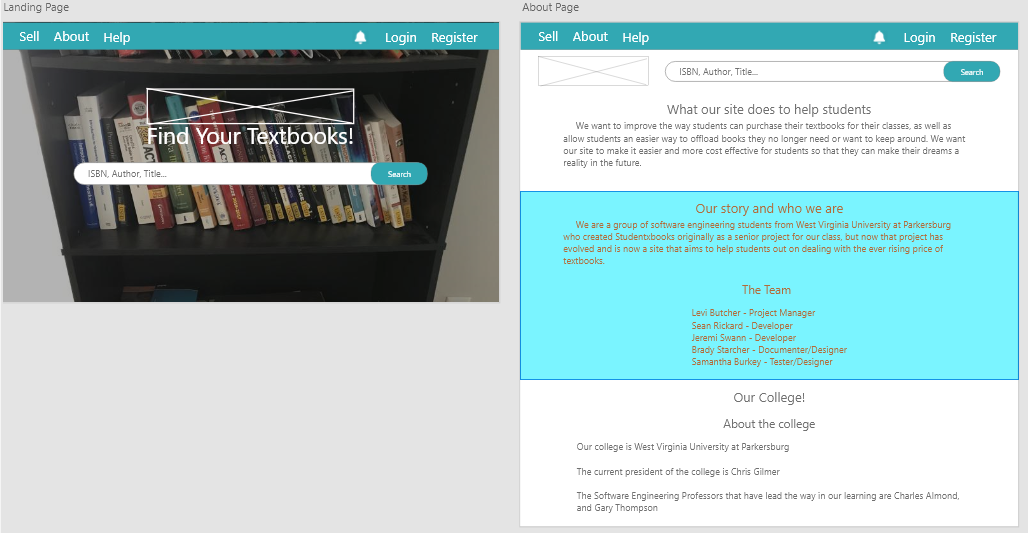 Landing Page
Sell About Help Login Register
Find Your Textbooks!
ISBN, Author, Title... Search
About Page
Sell About Help Login Register
ISBN, Author, Title... Search
What our site does to help students
We want to improve the way students can purchase their textbooks for their classes, as well as
allow students an easier way to offload books they no longer need or want to keep around. We want
our site to make it easier and more cost effective for students so that they can make their dreams a
reality in the future.
Our story and who we are
We are a group of software engineering students from West Virginia University at Parkersburg
who created Studentxbooks originally as a senior project for our class, but now that project has
evolved and is now a site that aims to help students out on dealing with the ever rising price of
textbooks.
The Team
Levi Butcher - Project Manager
Sean Rickard - Developer
Jeremi Swann - Developer
Brady Starcher - Documenter/Designer
Samantha Burkey - Tester/Designer
Our College!
About the college
Our college is West Virginia University at Parkersburg
The current president of the college is Chris Gilmer
The Software Engineering Professors that have lead the way in our learning are Charles Almond,
and Gary Thompson